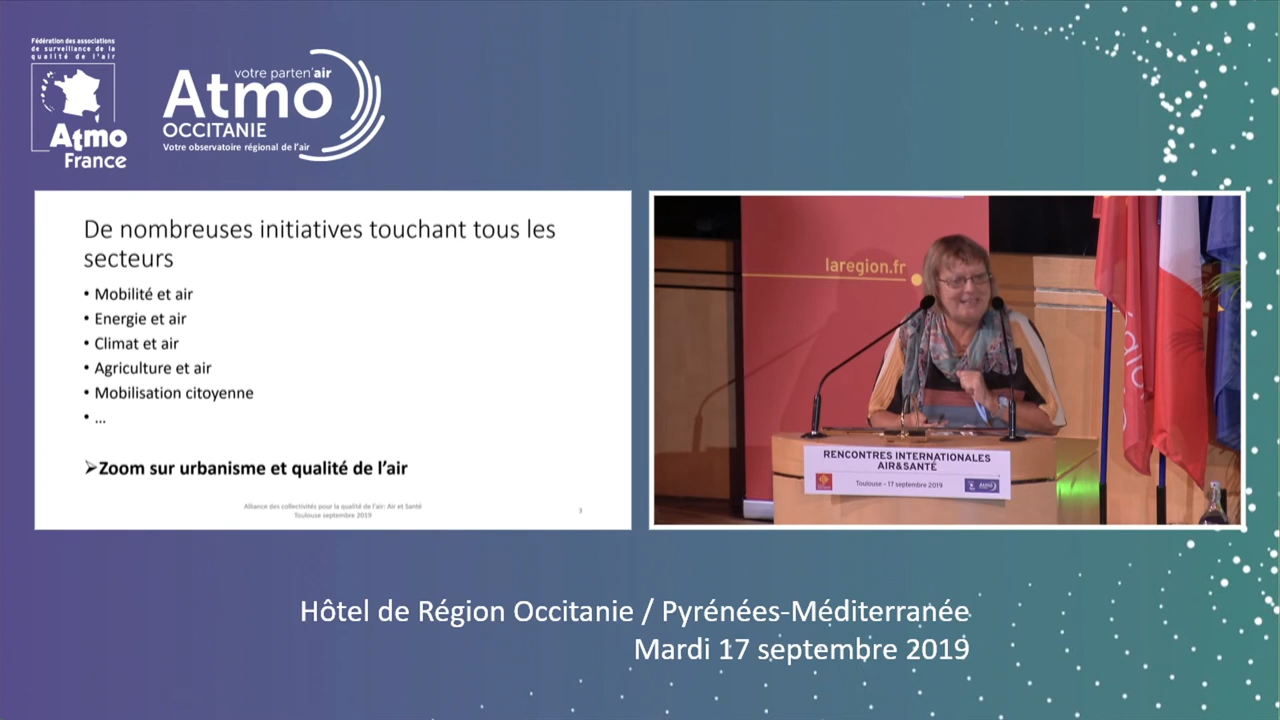 Fédération des associations
de surveillance de la
qualité de l'air
Atmo
France
votre parten'air
Atmo
OCCITANIE
Votre observatoire régional de l'air
De nombreuses initiatives touchant tous les
secteurs
• Mobilité et air
• Energie et air
• Climat et air
• Agriculture et air
• Mobilisation citoyenne
• ...
➢Zoom sur urbanisme et qualité de l'air
Alliance des collectivités pour la qualité de l'air: Air et Santé
Toulouse septembre 2019
3
laregion.fr
RENCONTRES INTERNATIONALES
AIR&SANTÉ
Toulouse – 17 septembre 2019
Hôtel de Région Occitanie / Pyrénées-Méditerranée
Mardi 17 septembre 2019